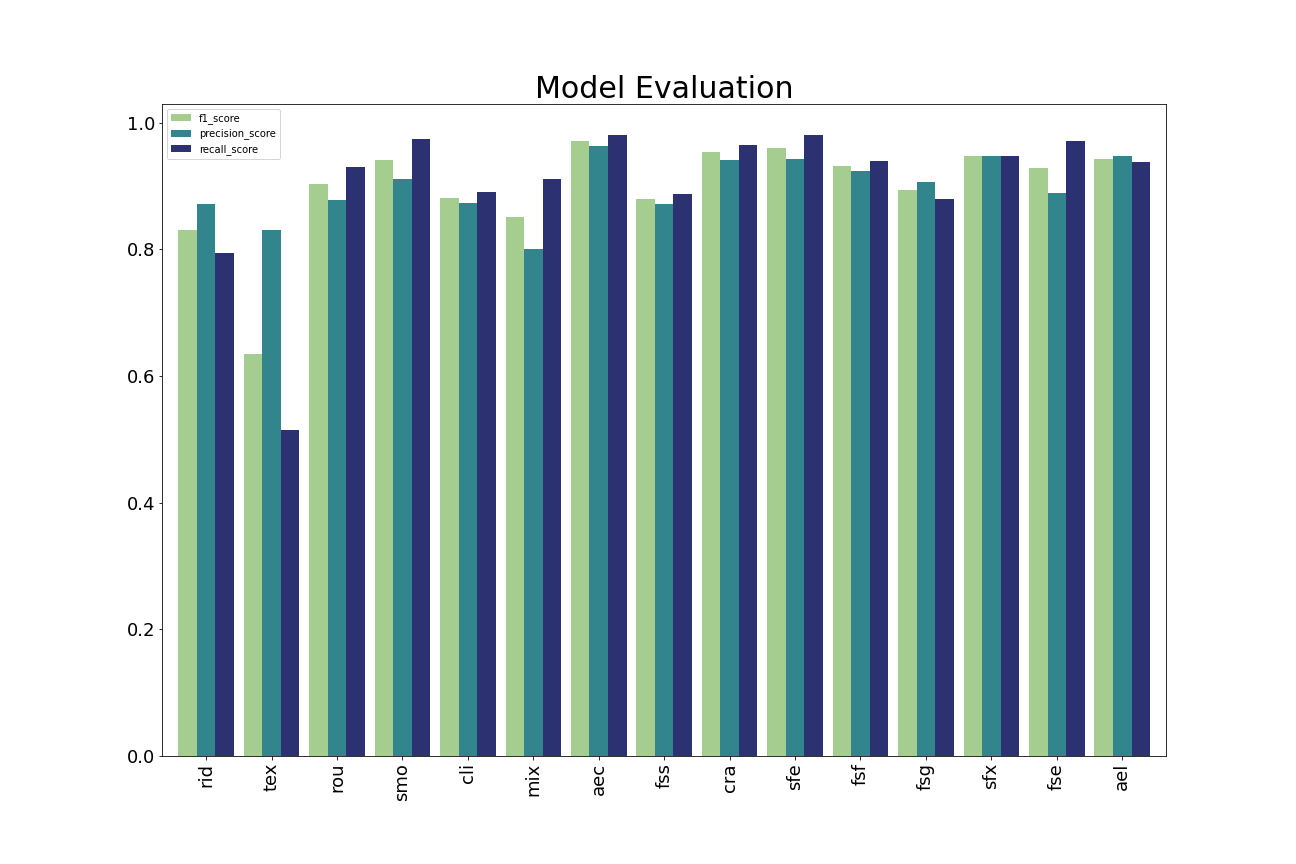 Model Evaluation
f1_score
precision_score
recall_score
1.0
0.8
0.6
0.4
0.2
0.0
rid
tex
rou
smo
cli
mix
aec
fss
cra
sfe
fsf
fsg
sfx
fse
ael